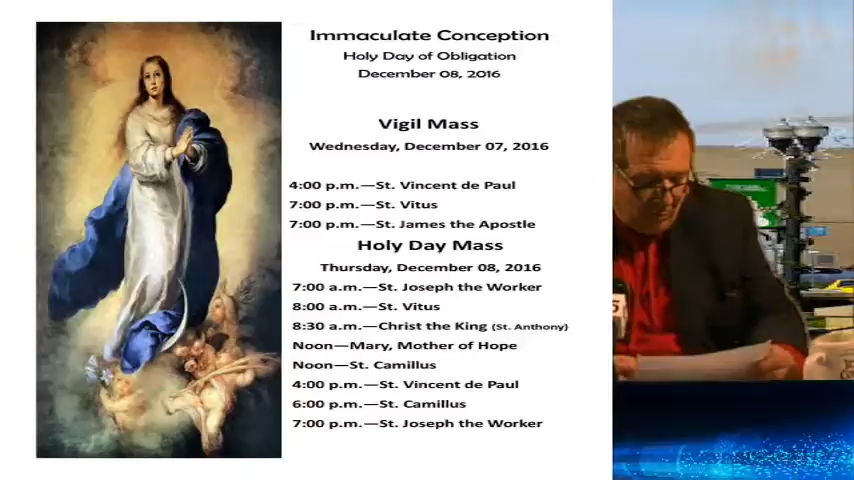 Immaculate Conception
Holy Day of Obligation
December 08, 2016
Vigil Mass
Wednesday, December 07, 2016
4:00 p.m.—St. Vincent de Paul
7:00 p.m.—St. Vitus
7:00 p.m.—St. James the Apostle
Holy Day Mass
Thursday, December 08, 2016
7:00 a.m.—St. Joseph the Worker
8:00 a.m.—St. Vitus
8:30 a.m.—Christ the King (St. Anthony)
Noon—Mary, Mother of Hope
Noon—St. Camillus
4:00 p.m.—St. Vincent de Paul
6:00 p.m.—St. Camillus
7:00 p.m.—St. Joseph the Worker